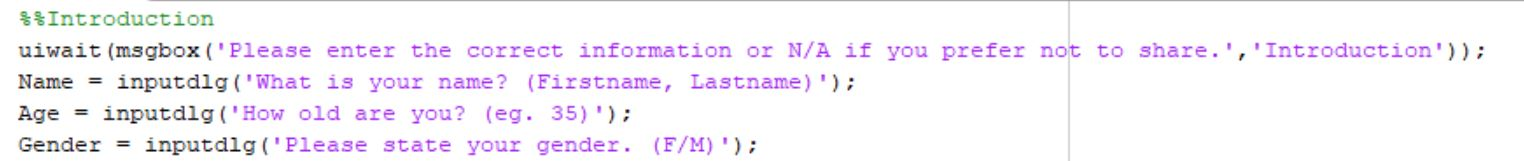 %%Introduction
uiwait(msgbox('Please enter the correct information or N/A if you prefer not to share.','Introduction'));
Name = inputdlg('What is your name? (Firstname, Lastname)');
Age = inputdlg('How old are you? (eg. 35)');
Gender = inputdlg('Please state your gender. (F/M)');